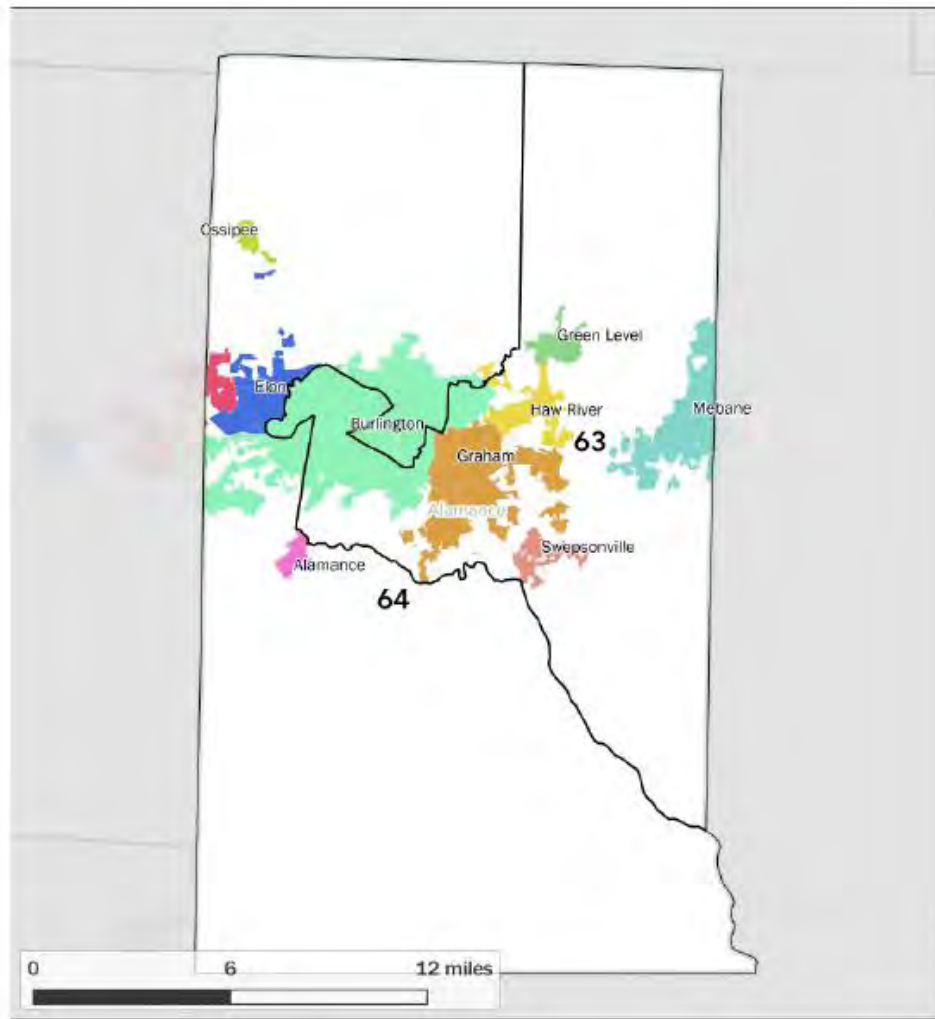 Ossipee
Green Level
Elon
Haw River
Mebane
Burlington
63
Graham
Alamance
Swepsonville
Alamance
64
0 6 12 miles